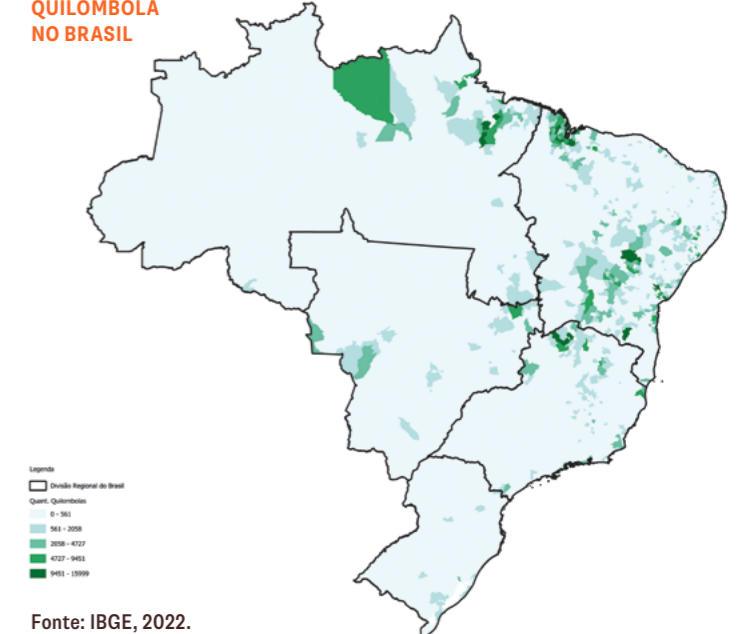 QUILOMBOLA
NO BRASIL
Legenda
Divisão Regional do Brasil
Quant. Quilombolas
0 - 561
561 - 2058
2058 - 4727
4727 - 9451
9451 - 15999
Fonte: IBGE, 2022.